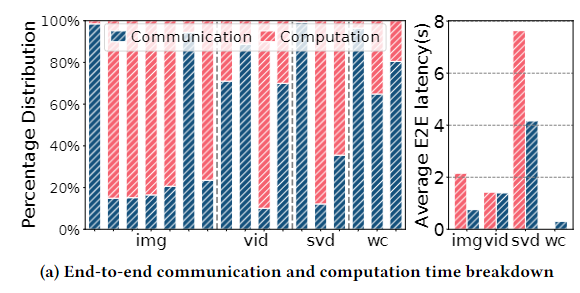 Percentage Distribution
100%
80%
60%
40%
20%
0%
Communication
Computation
img
vid
svd
wc
Average E2E latency(s)
8
6
4
2
0
img
vid
svd
wc
(a) End-to-end communication and computation time breakdown